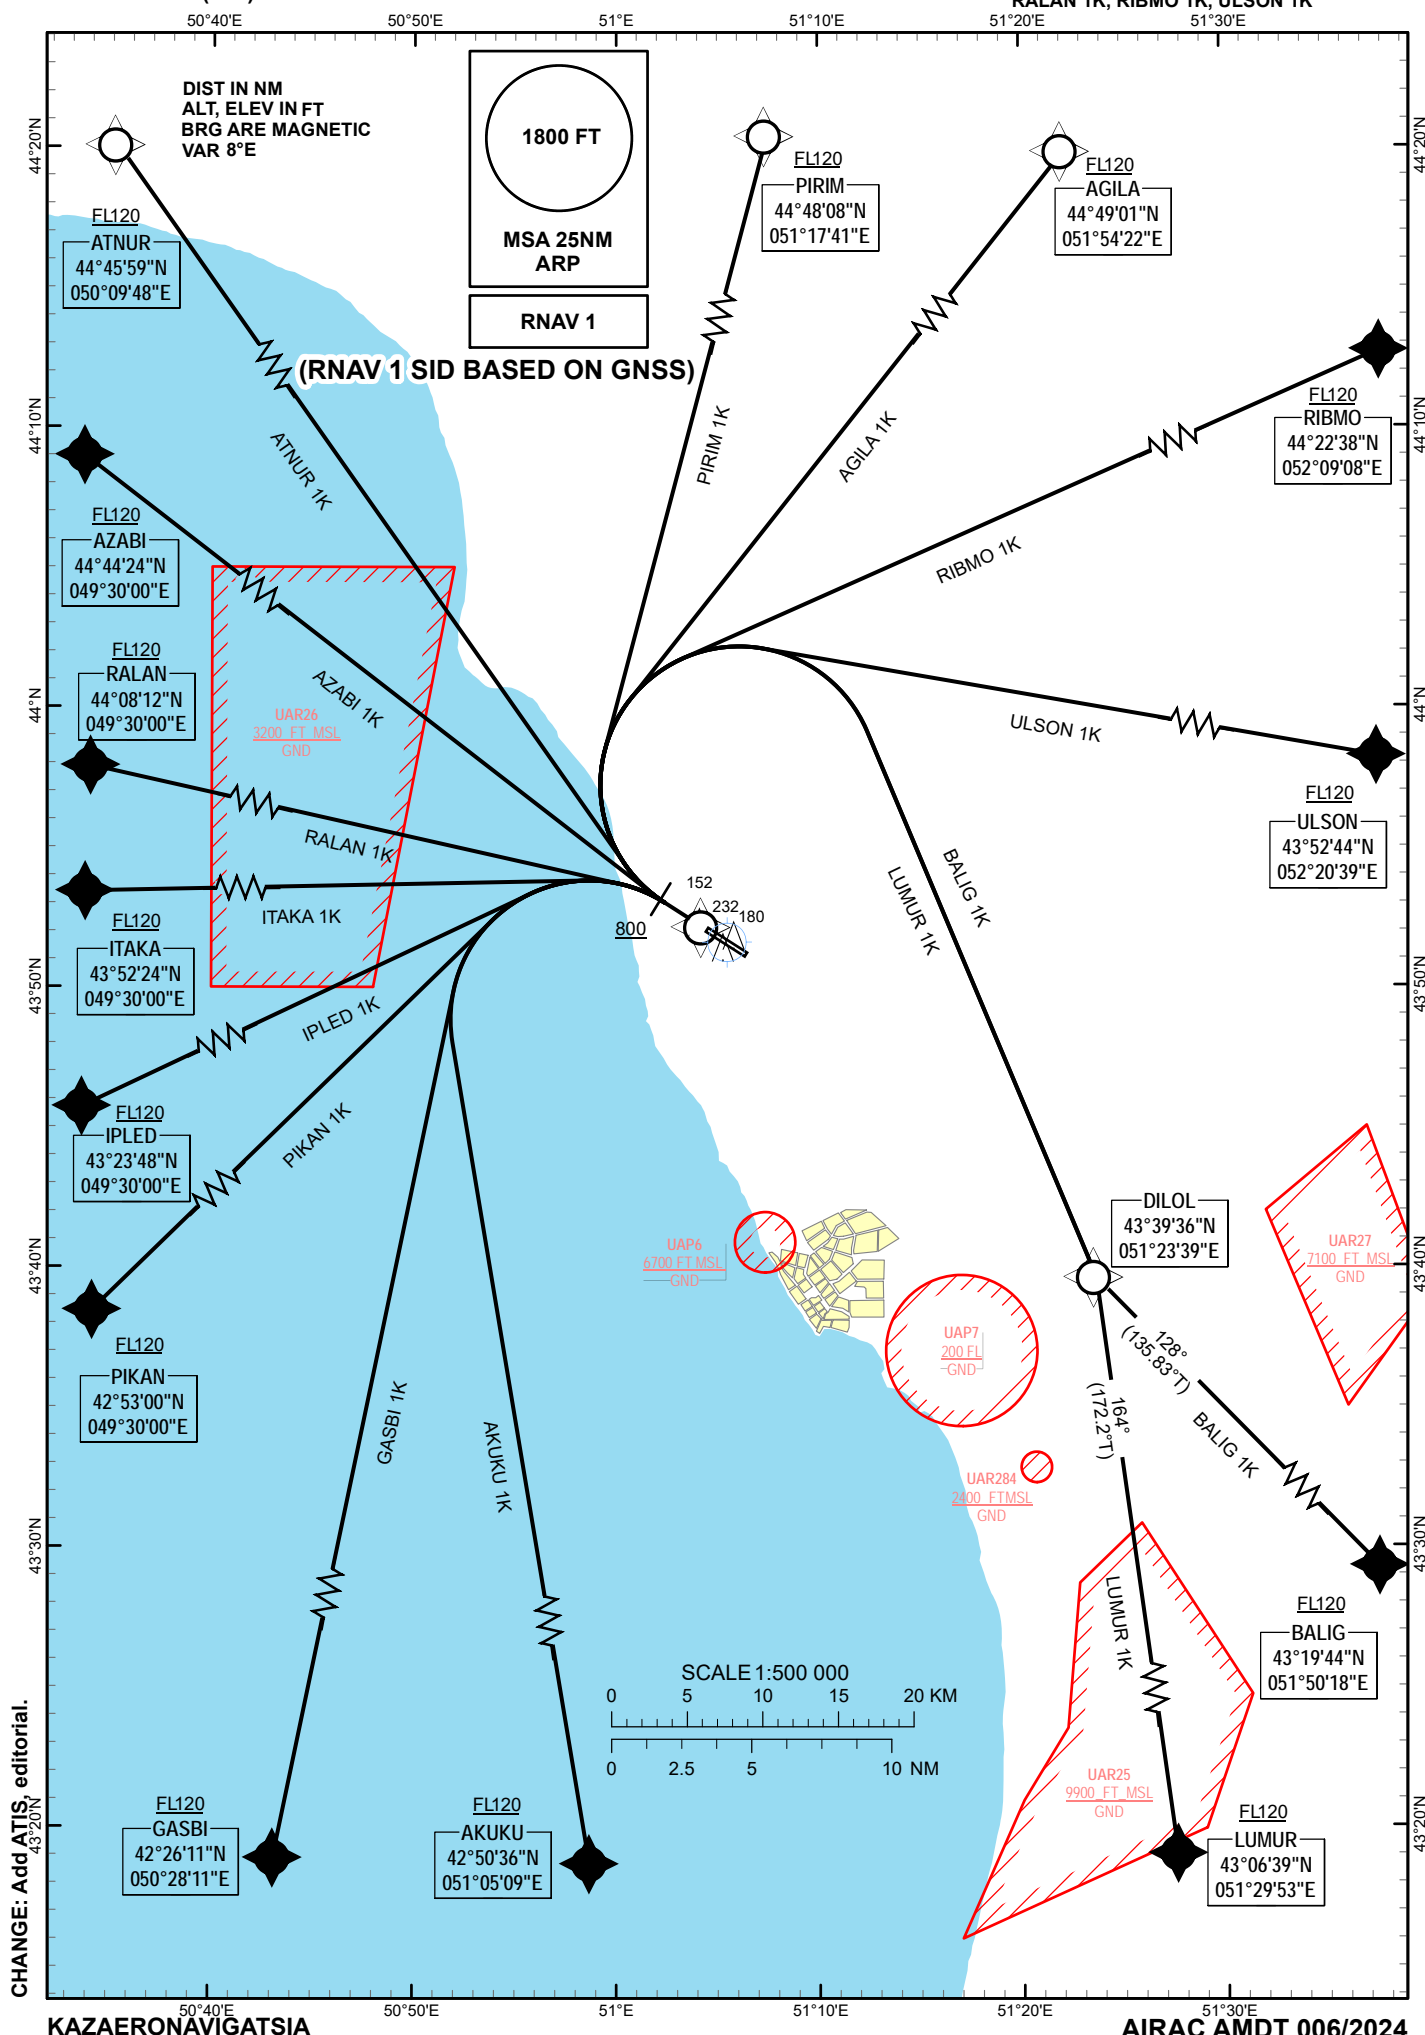 RALAN 1K, RIBMO 1K, ULSON 1K
50°40'E
50°50'E
51°E
51°10'E
51°20'E
51°30'E
DIST IN NM
ALT, ELEV IN FT
BRG ARE MAGNETIC
VAR 8°E
1800 FT
MSA 25NM
ARP
RNAV 1
(RNAV 1 SID BASED ON GNSS)
44°20'N
44°10'N
44°N
43°50'N
43°40'N
43°30'N
43°20'N
44°20'N
44°10'N
44°N
43°50'N
43°40'N
43°30'N
43°20'N
FL120
PIRIM
44°48'08"N
051°17'41"E
FL120
AGILA
44°49'01"N
051°54'22"E
FL120
ATNUR
44°45'59"N
050°09'48"E
FL120
RIBMO
44°22'38"N
052°09'08"E
FL120
AZABI
44°44'24"N
049°30'00"E
FL120
RALAN
44°08'12"N
049°30'00"E
FL120
ULSON
43°52'44"N
052°20'39"E
FL120
ITAKA
43°52'24"N
049°30'00"E
FL120
IPLED
43°23'48"N
049°30'00"E
FL120
PIKAN
42°53'00"N
049°30'00"E
ATNUR 1K
PIRIM 1K
AGILA 1K
RIBMO 1K
ULSON 1K
AZABI 1K
RALAN 1K
ITAKA 1K
IPLED 1K
PIKAN 1K
GASBI 1K
AKUKU 1K
BALIG 1K
LUMUR 1K
UAR26
3200 FT MSL
GND
152
232
180
800
DILOL
43°39'36"N
051°23'39"E
UAP6
6700 FT MSL
GND
UAP7
200 FL
GND
UAR27
7100 FT MSL
GND
128°
(135.83°T)
164°
(172.2°T)
BALIG 1K
LUMUR 1K
UAR284
2400 FTMSL
GND
FL120
BALIG
43°19'44"N
051°50'18"E
SCALE 1:500 000
0 5 10 15 20 KM
0 2.5 5 10 NM
UAR25
9900_FT_MSL
GND
FL120
GASBI
42°26'11"N
050°28'11"E
FL120
AKUKU
42°50'36"N
051°05'09"E
FL120
LUMUR
43°06'39"N
051°29'53"E
CHANGE: Add ATIS, editorial.
50°40'E
50°50'E
51°E
51°10'E
51°20'E
51°30'E
KAZAERONAVIGATSIA
AIRAC AMDT 006/2024